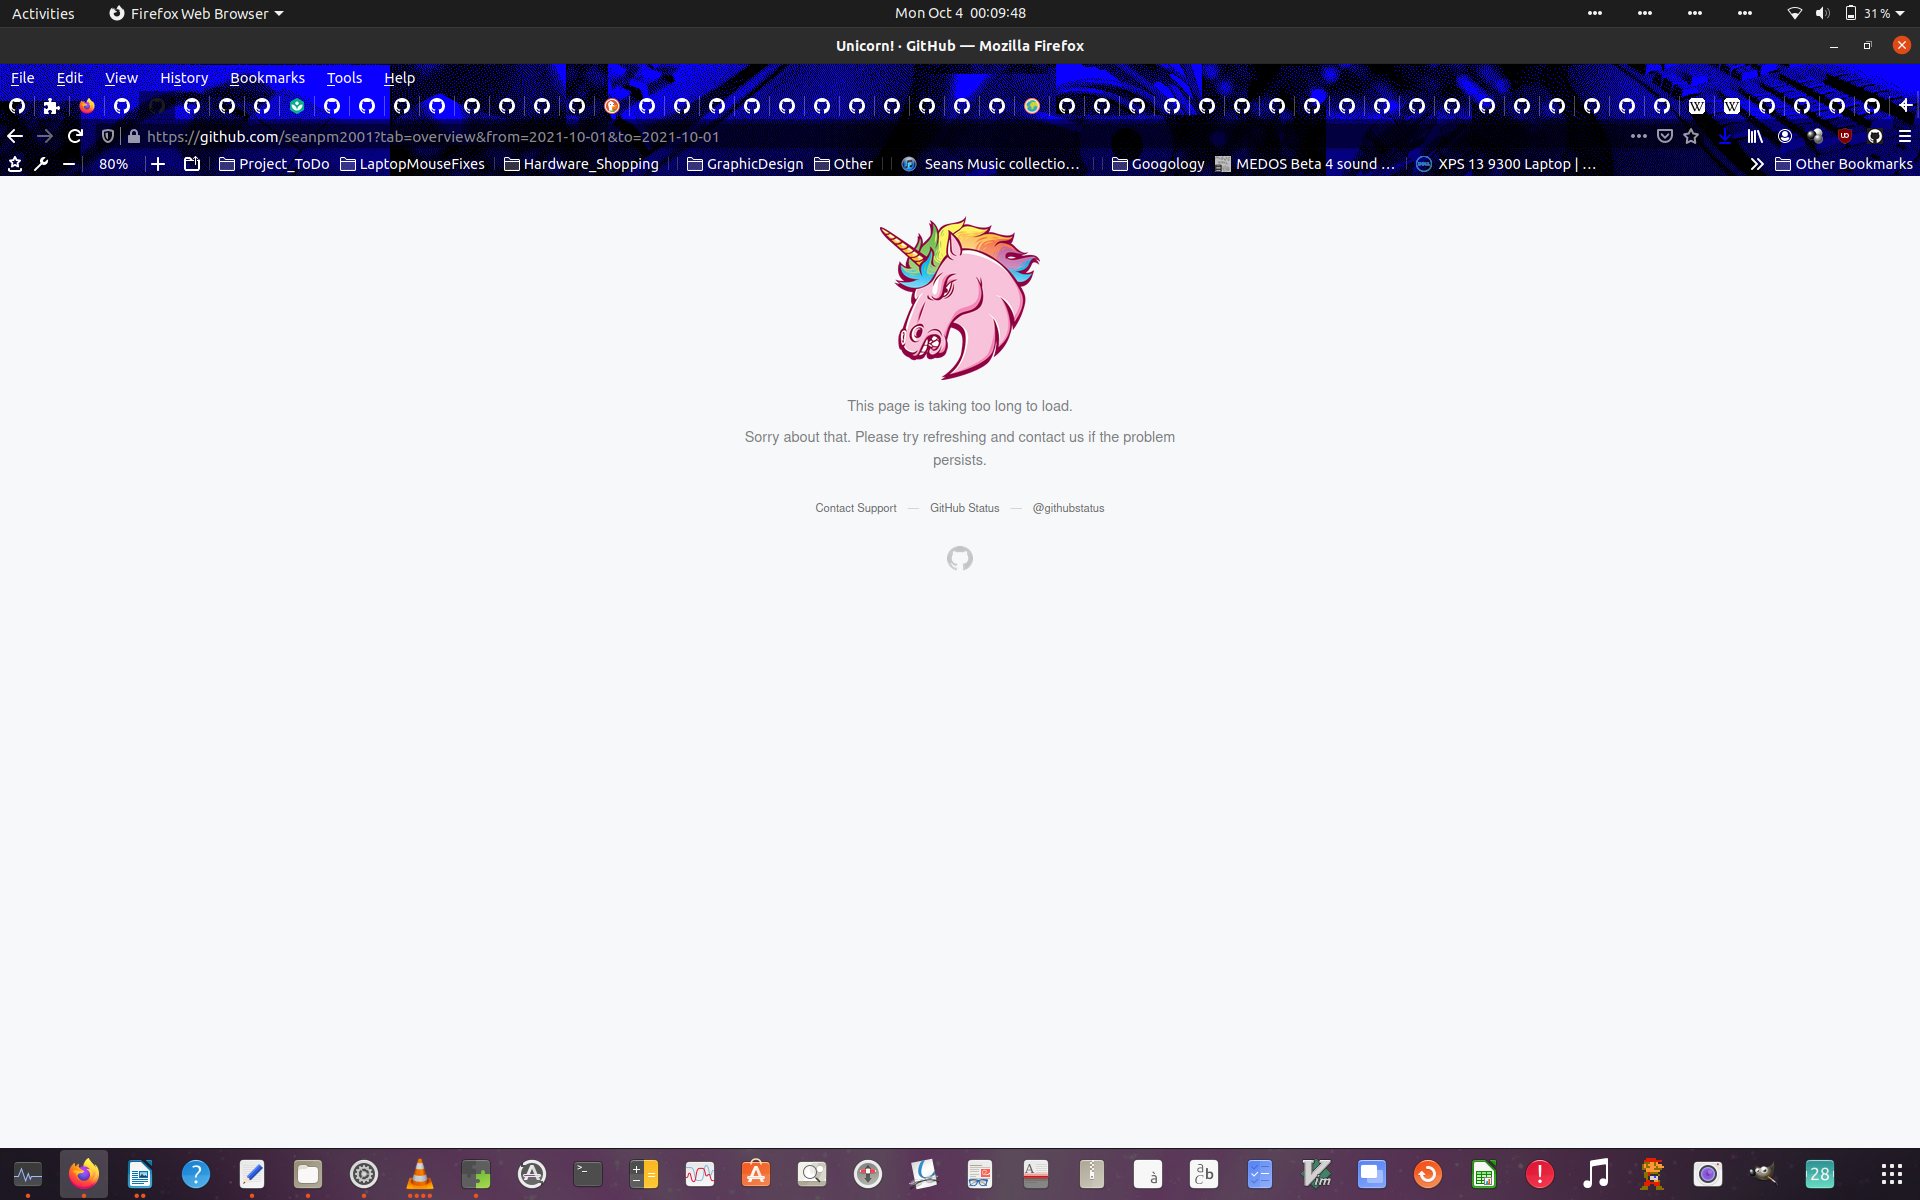 Activities
Firefox Web Browser
Mon Oct 4 00:09:48
31 %
Unicorn! · GitHub — Mozilla Firefox
File Edit View History Bookmarks Tools Help
https://github.com/seanpm2001?tab=overview&from=2021-10-01&to=2021-10-01
80% Project_ToDo LaptopMouseFixes Hardware_Shopping GraphicDesign Other Seans Music collectio... Googology MEDOS Beta 4 sound ... XPS 13 9300 Laptop | ... Other Bookmarks
This page is taking too long to load.
Sorry about that. Please try refreshing and contact us if the problem
persists.
Contact Support — GitHub Status — @githubstatus
28